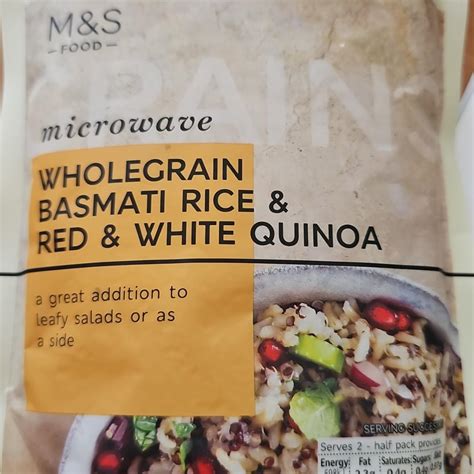 M&S
FOOD
RAIN
microwave
WHOLEGRAIN
BASMATI RICE &
RED & WHITE QUINOA
a great addition to
leafy salads or as
a side
SERVING
Serves 2 - half pack provides
Energy: Fat Saturates: Sugars